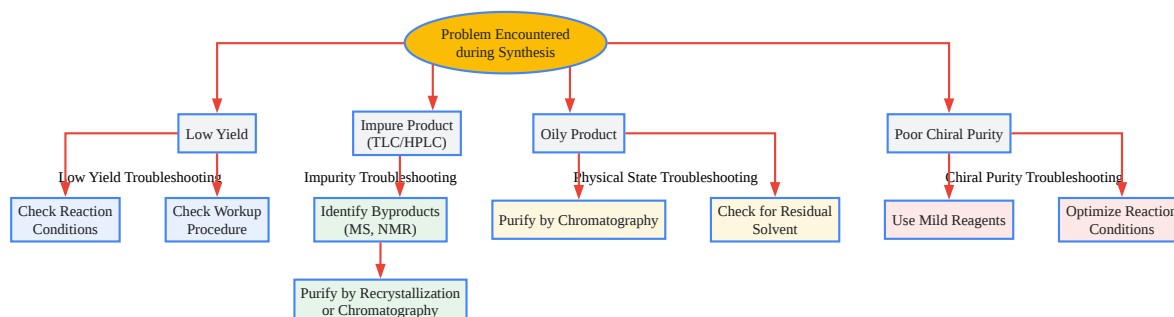 Problem Encountered
during Synthesis
Low Yield
Impure Product
(TLC/HPLC)
Oily Product
Poor Chiral Purity
Low Yield Troubleshooting
Impurity Troubleshooting
Physical State Troubleshooting
Chiral Purity Troubleshooting
Check Reaction
Conditions
Check Workup
Procedure
Identify Byproducts
(MS, NMR)
Purify by Chromatography
Check for Residual
Solvent
Use Mild Reagents
Optimize Reaction
Conditions
Purify by Recrystallization
or Chromatography